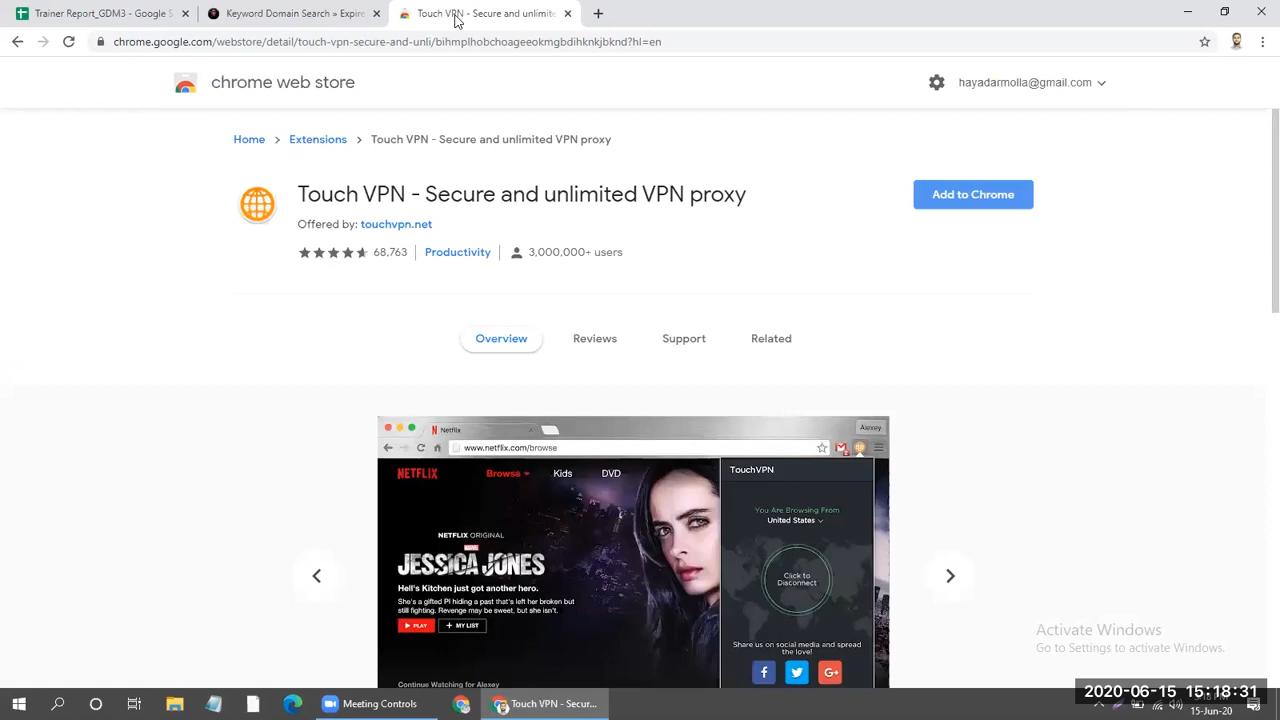 Trainer_Report_GDM3 - Google S
Keyword Domain Search » Expire
Touch VPN - Secure and unlimite
chrome.google.com/webstore/detail/touch-vpn-secure-and-unli/bihmplhobchoageeokmgbdihknkjbknd?hl=en
chrome web store
hayadarmolla@gmail.com
Home > Extensions > Touch VPN - Secure and unlimited VPN proxy
Touch VPN - Secure and unlimited VPN proxy
Add to Chrome
Offered by: touchvpn.net
68,763
Productivity
3,000,000+ users
Overview
Reviews
Support
Related
Netflix
Alexey
www.netflix.com/browse
NETFLIX
Browse
Kids
DVD
TouchVPN
You Are Browsing From
United States
NETFLIX ORIGINAL
MARVEL
JESSICA JONES
Click to
Disconnect
Hell's Kitchen just got another hero.
She's a gifted PI hiding a past that's left her broken but
still fighting. Revenge may be sweet, but she isn't.
PLAY
+ MY LIST
Share us on social media and spread
the love!
Continue Watching for Alexey
Activate Windows
Go to Settings to activate Windows.
Meeting Controls
Touch VPN - Secur...
2020-06-15 15:18:31
15-Jun-20